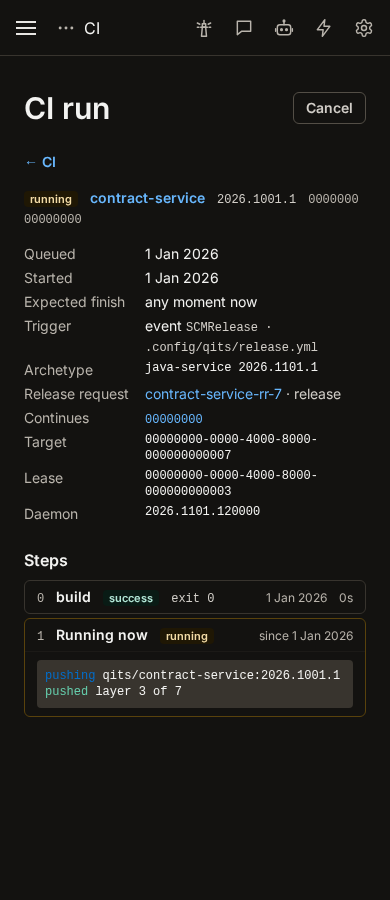 ··· CI
CI run
Cancel
← CI
running contract-service 2026.1001.1 0000000
00000000
Queued 1 Jan 2026
Started 1 Jan 2026
Expected finish any moment now
Trigger event SCMRelease ·
.config/qits/release.yml
Archetype java-service 2026.1101.1
Release request contract-service-rr-7 · release
Continues 00000000
Target 00000000-0000-4000-8000-
000000000007
Lease 00000000-0000-4000-8000-
000000000003
Daemon 2026.1101.120000
Steps
0 build success exit 0 1 Jan 2026 0s
1 Running now running since 1 Jan 2026
pushing qits/contract-service:2026.1001.1
pushed layer 3 of 7